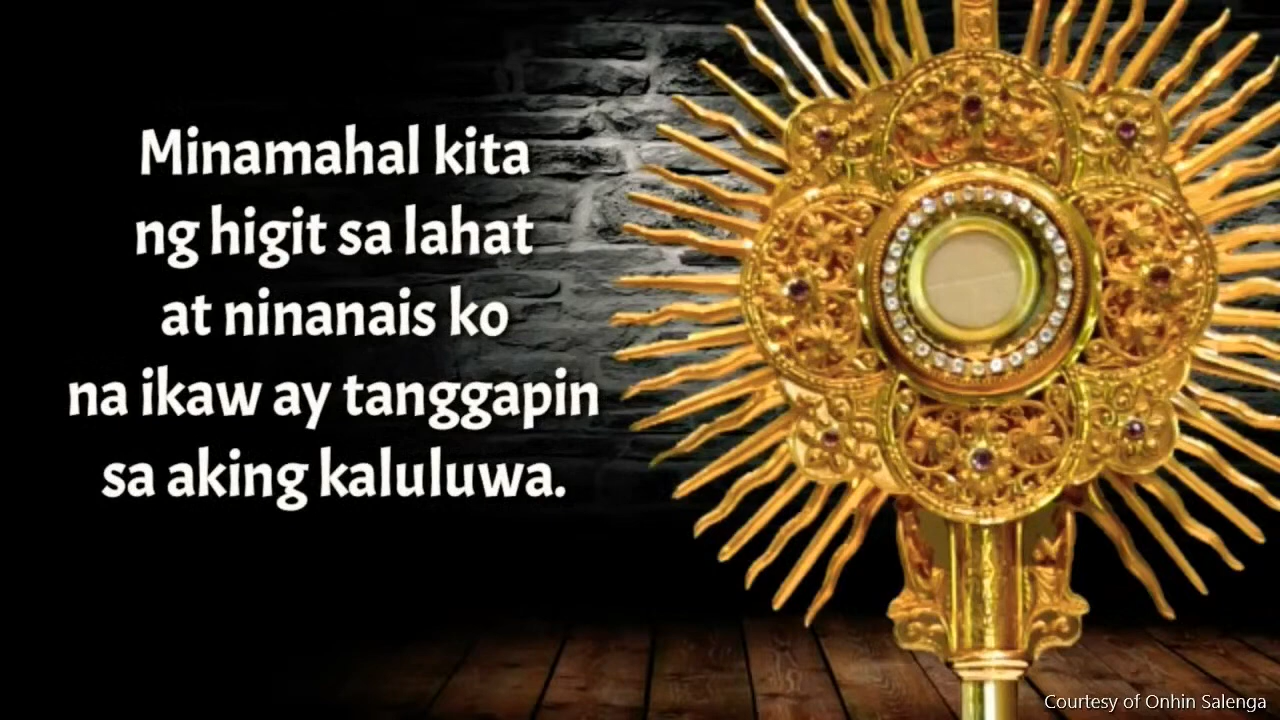 Minamahal kita
ng higit sa lahat
at ninanais ko
na ikaw ay tanggapin
sa aking kaluluwa.
Courtesy of Onhin Salenga